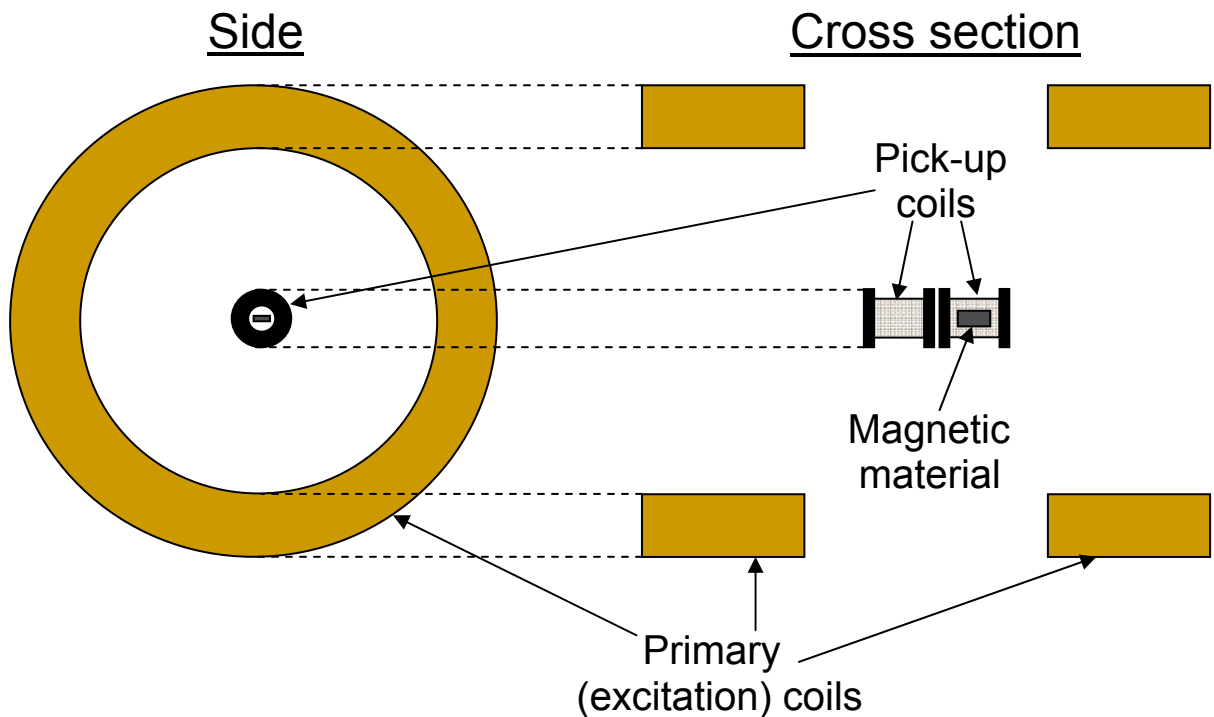 Side
Cross section
Pick-up
coils
Magnetic
material
Primary
(excitation) coils